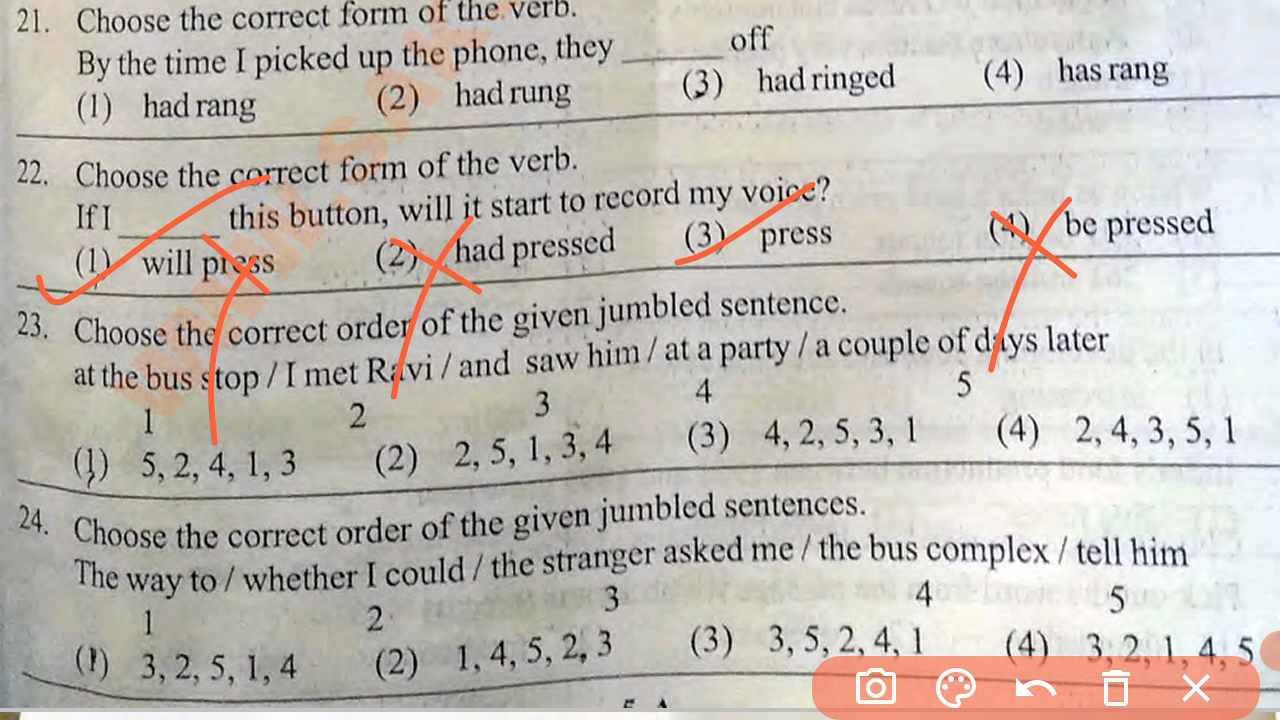 21. Choose the correct form of the verb.
By the time I picked up the phone, they ______ off
(1) had rang (2) had rung (3) had ringed (4) has rang
22. Choose the correct form of the verb.
If I ______ this button, will it start to record my voice?
(1) will press (2) had pressed (3) press (4) be pressed
23. Choose the correct order of the given jumbled sentence.
at the bus stop / I met Ravi / and saw him / at a party / a couple of days later
1 2 3 4 5
(1) 5, 2, 4, 1, 3 (2) 2, 5, 1, 3, 4 (3) 4, 2, 5, 3, 1 (4) 2, 4, 3, 5, 1
24. Choose the correct order of the given jumbled sentences.
The way to / whether I could / the stranger asked me / the bus complex / tell him
1 2 3 4 5
(1) 3, 2, 5, 1, 4 (2) 1, 4, 5, 2, 3 (3) 3, 5, 2, 4, 1 (4) 3, 2, 1, 4, 5